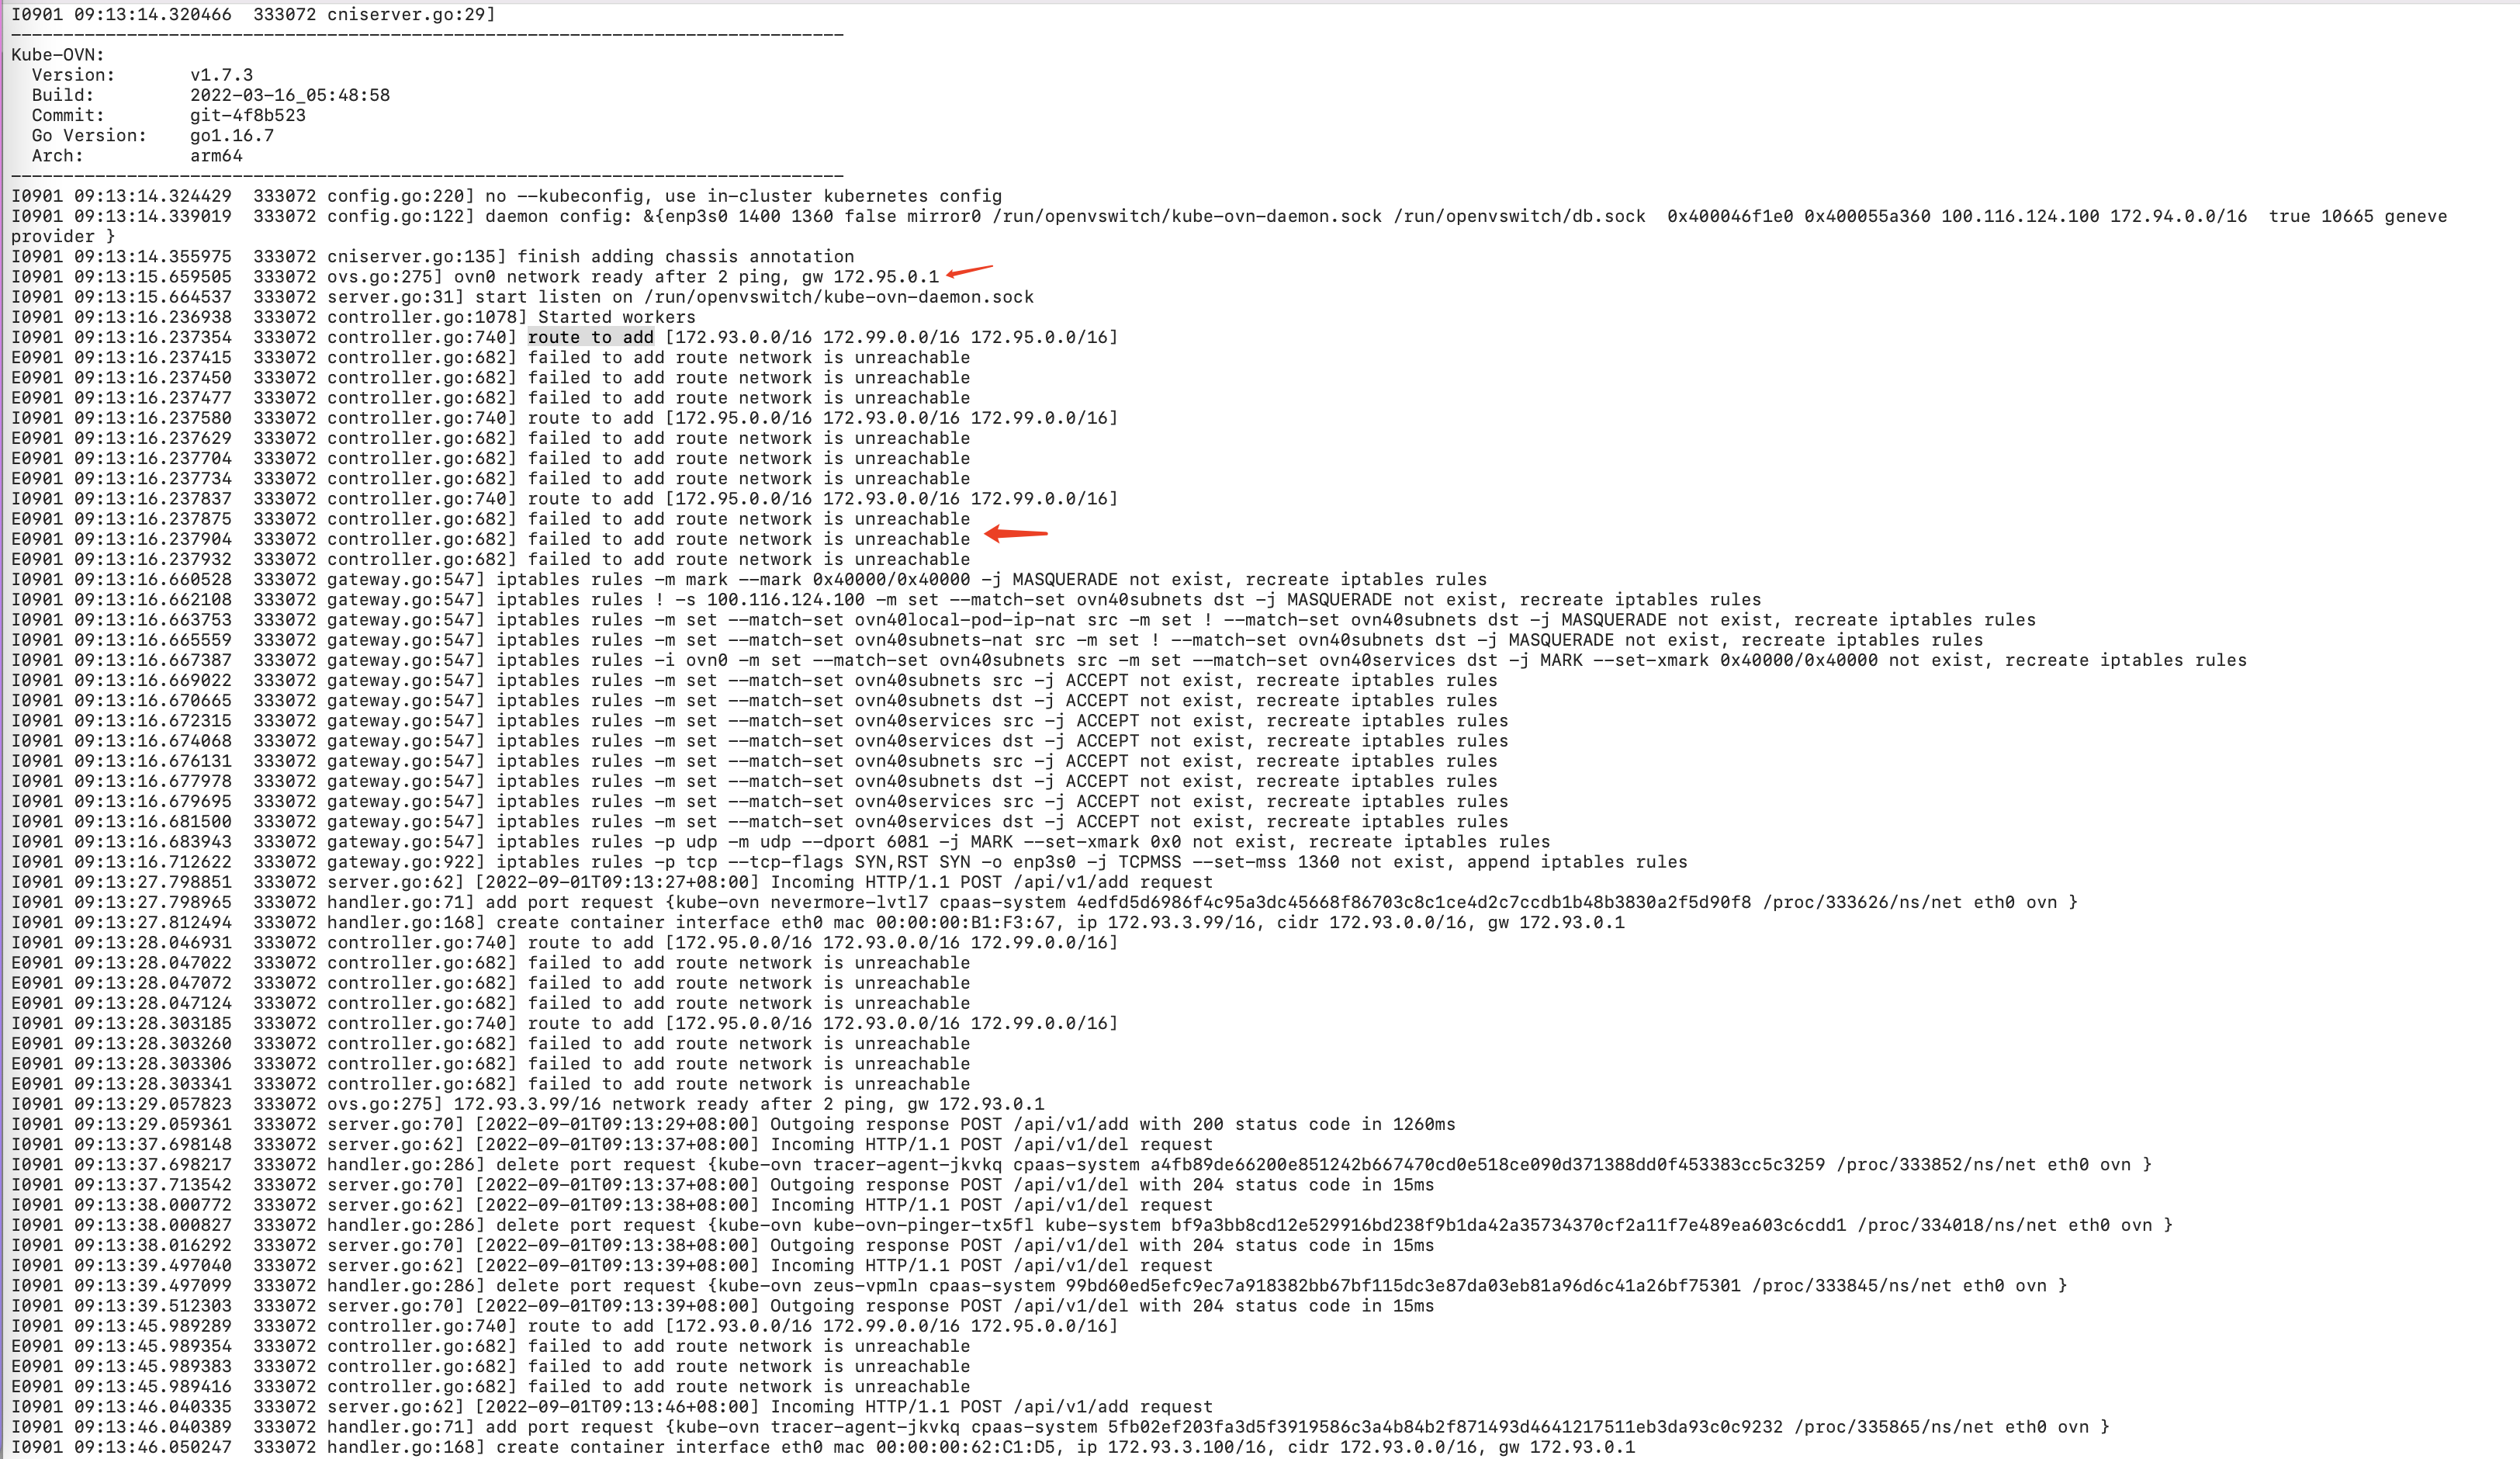 I0901 09:13:14.320466  333072 cniserver.go:29]
-------------------------------------------------------------------------------
Kube-OVN:
  Version:       v1.7.3
  Build:         2022-03-16_05:48:58
  Commit:        git-4f8b523
  Go Version:    go1.16.7
  Arch:          arm64
-------------------------------------------------------------------------------
I0901 09:13:14.324429  333072 config.go:220] no --kubeconfig, use in-cluster kubernetes config
I0901 09:13:14.339019  333072 config.go:122] daemon config: &{enp3s0 1400 1360 false mirror0 /run/openvswitch/kube-ovn-daemon.sock /run/openvswitch/db.sock  0x400046f1e0 0x400055a360 100.116.124.100 172.94.0.0/16  true 10665 geneve
provider }
I0901 09:13:14.355975  333072 cniserver.go:135] finish adding chassis annotation
I0901 09:13:15.659505  333072 ovs.go:275] ovn0 network ready after 2 ping, gw 172.95.0.1
I0901 09:13:15.664537  333072 server.go:31] start listen on /run/openvswitch/kube-ovn-daemon.sock
I0901 09:13:16.236938  333072 controller.go:1078] Started workers
I0901 09:13:16.237354  333072 controller.go:740] route to add [172.93.0.0/16 172.99.0.0/16 172.95.0.0/16]
E0901 09:13:16.237415  333072 controller.go:682] failed to add route network is unreachable
E0901 09:13:16.237450  333072 controller.go:682] failed to add route network is unreachable
E0901 09:13:16.237477  333072 controller.go:682] failed to add route network is unreachable
I0901 09:13:16.237580  333072 controller.go:740] route to add [172.95.0.0/16 172.93.0.0/16 172.99.0.0/16]
E0901 09:13:16.237629  333072 controller.go:682] failed to add route network is unreachable
E0901 09:13:16.237704  333072 controller.go:682] failed to add route network is unreachable
E0901 09:13:16.237734  333072 controller.go:682] failed to add route network is unreachable
I0901 09:13:16.237837  333072 controller.go:740] route to add [172.95.0.0/16 172.93.0.0/16 172.99.0.0/16]
E0901 09:13:16.237875  333072 controller.go:682] failed to add route network is unreachable
E0901 09:13:16.237904  333072 controller.go:682] failed to add route network is unreachable
E0901 09:13:16.237932  333072 controller.go:682] failed to add route network is unreachable
I0901 09:13:16.660528  333072 gateway.go:547] iptables rules -m mark --mark 0x40000/0x40000 -j MASQUERADE not exist, recreate iptables rules
I0901 09:13:16.662108  333072 gateway.go:547] iptables rules ! -s 100.116.124.100 -m set --match-set ovn40subnets dst -j MASQUERADE not exist, recreate iptables rules
I0901 09:13:16.663753  333072 gateway.go:547] iptables rules -m set --match-set ovn40local-pod-ip-nat src -m set ! --match-set ovn40subnets dst -j MASQUERADE not exist, recreate iptables rules
I0901 09:13:16.665559  333072 gateway.go:547] iptables rules -m set --match-set ovn40subnets-nat src -m set ! --match-set ovn40subnets dst -j MASQUERADE not exist, recreate iptables rules
I0901 09:13:16.667387  333072 gateway.go:547] iptables rules -i ovn0 -m set --match-set ovn40subnets src -m set --match-set ovn40services dst -j MARK --set-xmark 0x40000/0x40000 not exist, recreate iptables rules
I0901 09:13:16.669022  333072 gateway.go:547] iptables rules -m set --match-set ovn40subnets src -j ACCEPT not exist, recreate iptables rules
I0901 09:13:16.670665  333072 gateway.go:547] iptables rules -m set --match-set ovn40subnets dst -j ACCEPT not exist, recreate iptables rules
I0901 09:13:16.672315  333072 gateway.go:547] iptables rules -m set --match-set ovn40services src -j ACCEPT not exist, recreate iptables rules
I0901 09:13:16.674068  333072 gateway.go:547] iptables rules -m set --match-set ovn40services dst -j ACCEPT not exist, recreate iptables rules
I0901 09:13:16.676131  333072 gateway.go:547] iptables rules -m set --match-set ovn40subnets src -j ACCEPT not exist, recreate iptables rules
I0901 09:13:16.677978  333072 gateway.go:547] iptables rules -m set --match-set ovn40subnets dst -j ACCEPT not exist, recreate iptables rules
I0901 09:13:16.679695  333072 gateway.go:547] iptables rules -m set --match-set ovn40services src -j ACCEPT not exist, recreate iptables rules
I0901 09:13:16.681500  333072 gateway.go:547] iptables rules -m set --match-set ovn40services dst -j ACCEPT not exist, recreate iptables rules
I0901 09:13:16.683943  333072 gateway.go:547] iptables rules -p udp -m udp --dport 6081 -j MARK --set-xmark 0x0 not exist, recreate iptables rules
I0901 09:13:16.712622  333072 gateway.go:922] iptables rules -p tcp --tcp-flags SYN,RST SYN -o enp3s0 -j TCPMSS --set-mss 1360 not exist, append iptables rules
I0901 09:13:27.798851  333072 server.go:62] [2022-09-01T09:13:27+08:00] Incoming HTTP/1.1 POST /api/v1/add request
I0901 09:13:27.798965  333072 handler.go:71] add port request {kube-ovn nevermore-lvtl7 cpaas-system 4edfd5d6986f4c95a3dc45668f86703c8c1ce4d2c7ccdb1b48b3830a2f5d90f8 /proc/333626/ns/net eth0 ovn }
I0901 09:13:27.812494  333072 handler.go:168] create container interface eth0 mac 00:00:00:B1:F3:67, ip 172.93.3.99/16, cidr 172.93.0.0/16, gw 172.93.0.1
I0901 09:13:28.046931  333072 controller.go:740] route to add [172.95.0.0/16 172.93.0.0/16 172.99.0.0/16]
E0901 09:13:28.047022  333072 controller.go:682] failed to add route network is unreachable
E0901 09:13:28.047072  333072 controller.go:682] failed to add route network is unreachable
E0901 09:13:28.047124  333072 controller.go:682] failed to add route network is unreachable
I0901 09:13:28.303185  333072 controller.go:740] route to add [172.95.0.0/16 172.93.0.0/16 172.99.0.0/16]
E0901 09:13:28.303260  333072 controller.go:682] failed to add route network is unreachable
E0901 09:13:28.303306  333072 controller.go:682] failed to add route network is unreachable
E0901 09:13:28.303341  333072 controller.go:682] failed to add route network is unreachable
I0901 09:13:29.057823  333072 ovs.go:275] 172.93.3.99/16 network ready after 2 ping, gw 172.93.0.1
I0901 09:13:29.059361  333072 server.go:70] [2022-09-01T09:13:29+08:00] Outgoing response POST /api/v1/add with 200 status code in 1260ms
I0901 09:13:37.698148  333072 server.go:62] [2022-09-01T09:13:37+08:00] Incoming HTTP/1.1 POST /api/v1/del request
I0901 09:13:37.698217  333072 handler.go:286] delete port request {kube-ovn tracer-agent-jkvkq cpaas-system a4fb89de66200e851242b667470cd0e518ce090d371388dd0f453383cc5c3259 /proc/333852/ns/net eth0 ovn }
I0901 09:13:37.713542  333072 server.go:70] [2022-09-01T09:13:37+08:00] Outgoing response POST /api/v1/del with 204 status code in 15ms
I0901 09:13:38.000772  333072 server.go:62] [2022-09-01T09:13:38+08:00] Incoming HTTP/1.1 POST /api/v1/del request
I0901 09:13:38.000827  333072 handler.go:286] delete port request {kube-ovn kube-ovn-pinger-tx5fl kube-system bf9a3bb8cd12e529916bd238f9b1da42a35734370cf2a11f7e489ea603c6cdd1 /proc/334018/ns/net eth0 ovn }
I0901 09:13:38.016292  333072 server.go:70] [2022-09-01T09:13:38+08:00] Outgoing response POST /api/v1/del with 204 status code in 15ms
I0901 09:13:39.497040  333072 server.go:62] [2022-09-01T09:13:39+08:00] Incoming HTTP/1.1 POST /api/v1/del request
I0901 09:13:39.497099  333072 handler.go:286] delete port request {kube-ovn zeus-vpmln cpaas-system 99bd60ed5efc9ec7a918382bb67bf115dc3e87da03eb81a96d6c41a26bf75301 /proc/333845/ns/net eth0 ovn }
I0901 09:13:39.512303  333072 server.go:70] [2022-09-01T09:13:39+08:00] Outgoing response POST /api/v1/del with 204 status code in 15ms
I0901 09:13:45.989289  333072 controller.go:740] route to add [172.93.0.0/16 172.99.0.0/16 172.95.0.0/16]
E0901 09:13:45.989354  333072 controller.go:682] failed to add route network is unreachable
E0901 09:13:45.989383  333072 controller.go:682] failed to add route network is unreachable
E0901 09:13:45.989416  333072 controller.go:682] failed to add route network is unreachable
I0901 09:13:46.040335  333072 server.go:62] [2022-09-01T09:13:46+08:00] Incoming HTTP/1.1 POST /api/v1/add request
I0901 09:13:46.040389  333072 handler.go:71] add port request {kube-ovn tracer-agent-jkvkq cpaas-system 5fb02ef203fa3d5f3919586c3a4b84b2f871493d4641217511eb3da93c0c9232 /proc/335865/ns/net eth0 ovn }
I0901 09:13:46.050247  333072 handler.go:168] create container interface eth0 mac 00:00:00:62:C1:D5, ip 172.93.3.100/16, cidr 172.93.0.0/16, gw 172.93.0.1